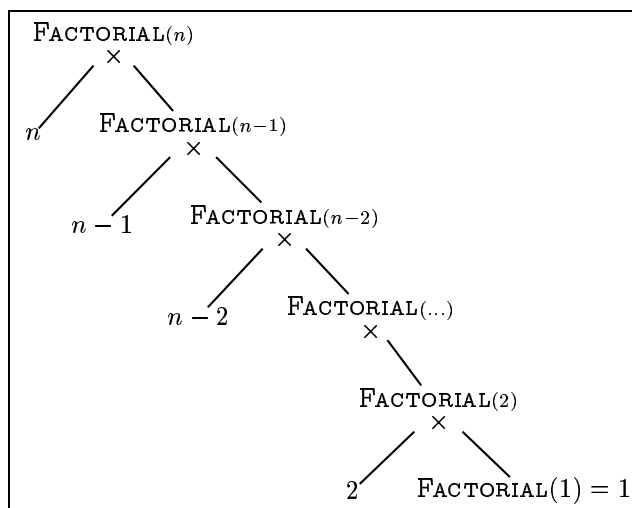 FACTORIAL(n)
×
n
FACTORIAL(n−1)
×
n − 1
FACTORIAL(n−2)
×
n − 2
FACTORIAL(...)
×
FACTORIAL(2)
×
2
FACTORIAL(1) = 1